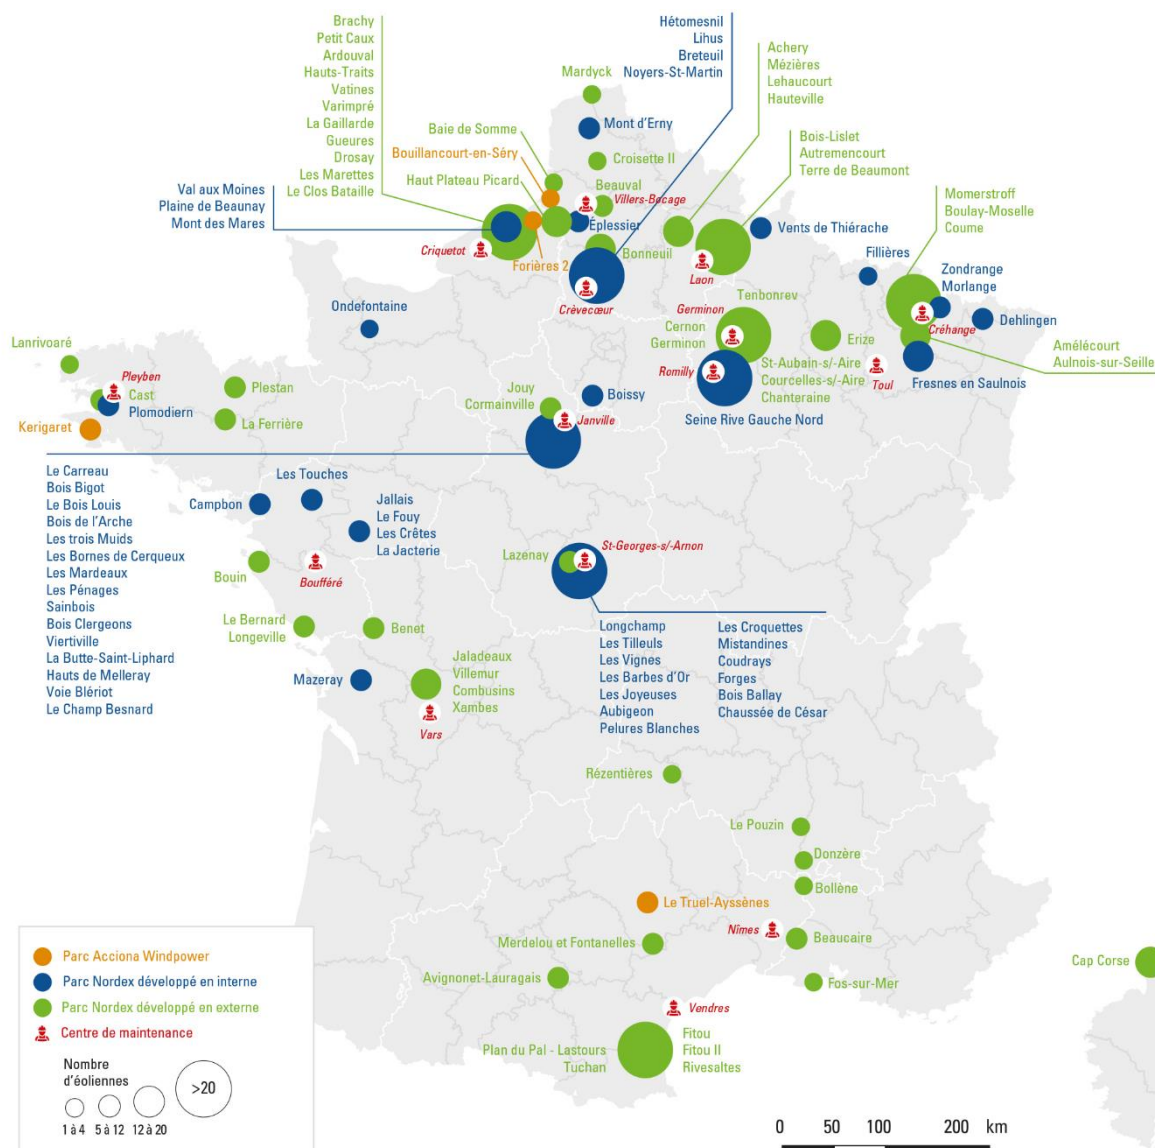 Brachy
Petit Caux
Ardouval
Hauts-Traits
Vatines
Varimpré
La Gaillarde
Gueures
Drosay
Les Marettes
Le Clos Bataille
Val aux Moines
Plaine de Beaunay
Mont des Mares
Hétomesnil
Lihus
Breteuil
Noyers-St-Martin
Achery
Mézières
Lehaucourt
Hauteville
Bois-Lislet
Autremencourt
Terre de Beaumont
Momerstroff
Boulay-Moselle
Coume
Mardyck
Mont d'Erny
Baie de Somme
Croisette II
Bouillancourt-en-Séry
Haut Plateau Picard
Beauval
Villers-Bocage
Éplessier
Bonneuil
Forières 2
Criquetot
Crèvecœur
Laon
Vents de Thiérache
Fillières
Zondrange
Morlange
Dehlingen
Créhange
Amélécourt
Aulnois-sur-Seille
Fresnes en Saulnois
Toul
Tenbonrev
Germinon
Cernon
Germinon
Erize
St-Aubain-s/-Aire
Courcelles-s/-Aire
Chanteraine
Romilly
Seine Rive Gauche Nord
Ondefontaine
Lanrivoaré
Pleyben
Cast
Plomodiern
Kerigaret
Plestan
La Ferrière
Jouy
Cormainville
Janville
Boissy
Le Carreau
Bois Bigot
Le Bois Louis
Bois de l'Arche
Les trois Muids
Les Bornes de Cerqueux
Les Mardeaux
Les Pénages
Sainbois
Bois Clergeons
Viertiville
La Butte-Saint-Liphard
Hauts de Melleray
Voie Blériot
Le Champ Besnard
Les Touches
Campbon
Jallais
Le Fouy
Les Crêtes
La Jacterie
Bouin
Boufféré
Le Bernard
Longeville
Benet
Mazeray
Jaladeaux
Villemur
Combusins
Xambes
Vars
Lazenay
St-Georges-s/-Arnon
Longchamp
Les Tilleuls
Les Vignes
Les Barbes d'Or
Les Joyeuses
Aubigeon
Pelures Blanches
Les Croquettes
Mistandines
Coudrays
Forges
Bois Ballay
Chaussée de César
Rézentières
Le Pouzin
Donzère
Bollène
Le Truel-Ayssènes
Nîmes
Beaucaire
Merdelou et Fontanelles
Avignonet-Lauragais
Fos-sur-Mer
Cap Corse
Vendres
Plan du Pal - Lastours
Tuchan
Fitou
Fitou II
Rivesaltes
Parc Acciona Windpower
Parc Nordex développé en interne
Parc Nordex développé en externe
Centre de maintenance
Nombre
d'éoliennes
>20
1 à 4 5 à 12 12 à 20
0 50 100 200 km